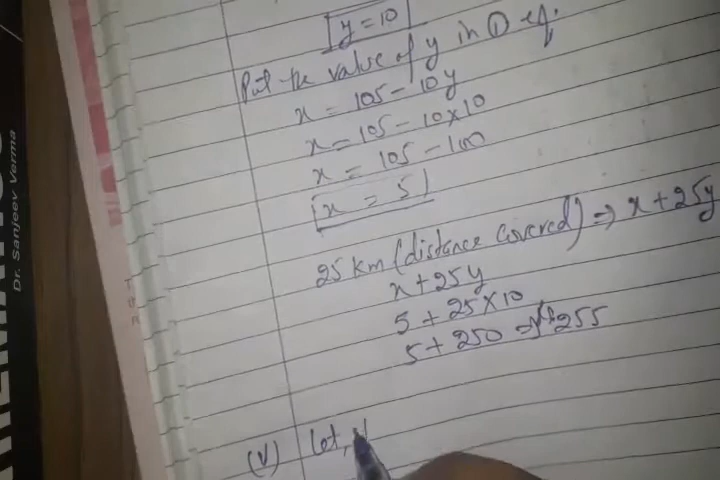 y = 10
Put the value of y in ① eq.
x = 105 - 10y
x = 105 - 10×10
x = 105 - 100
x = 5
25 km (distance covered) ⇒ x + 25y
x + 25y
5 + 25×10
5 + 250 ⇒ 255
(V) Let,
Dr. Sanjeev Verma